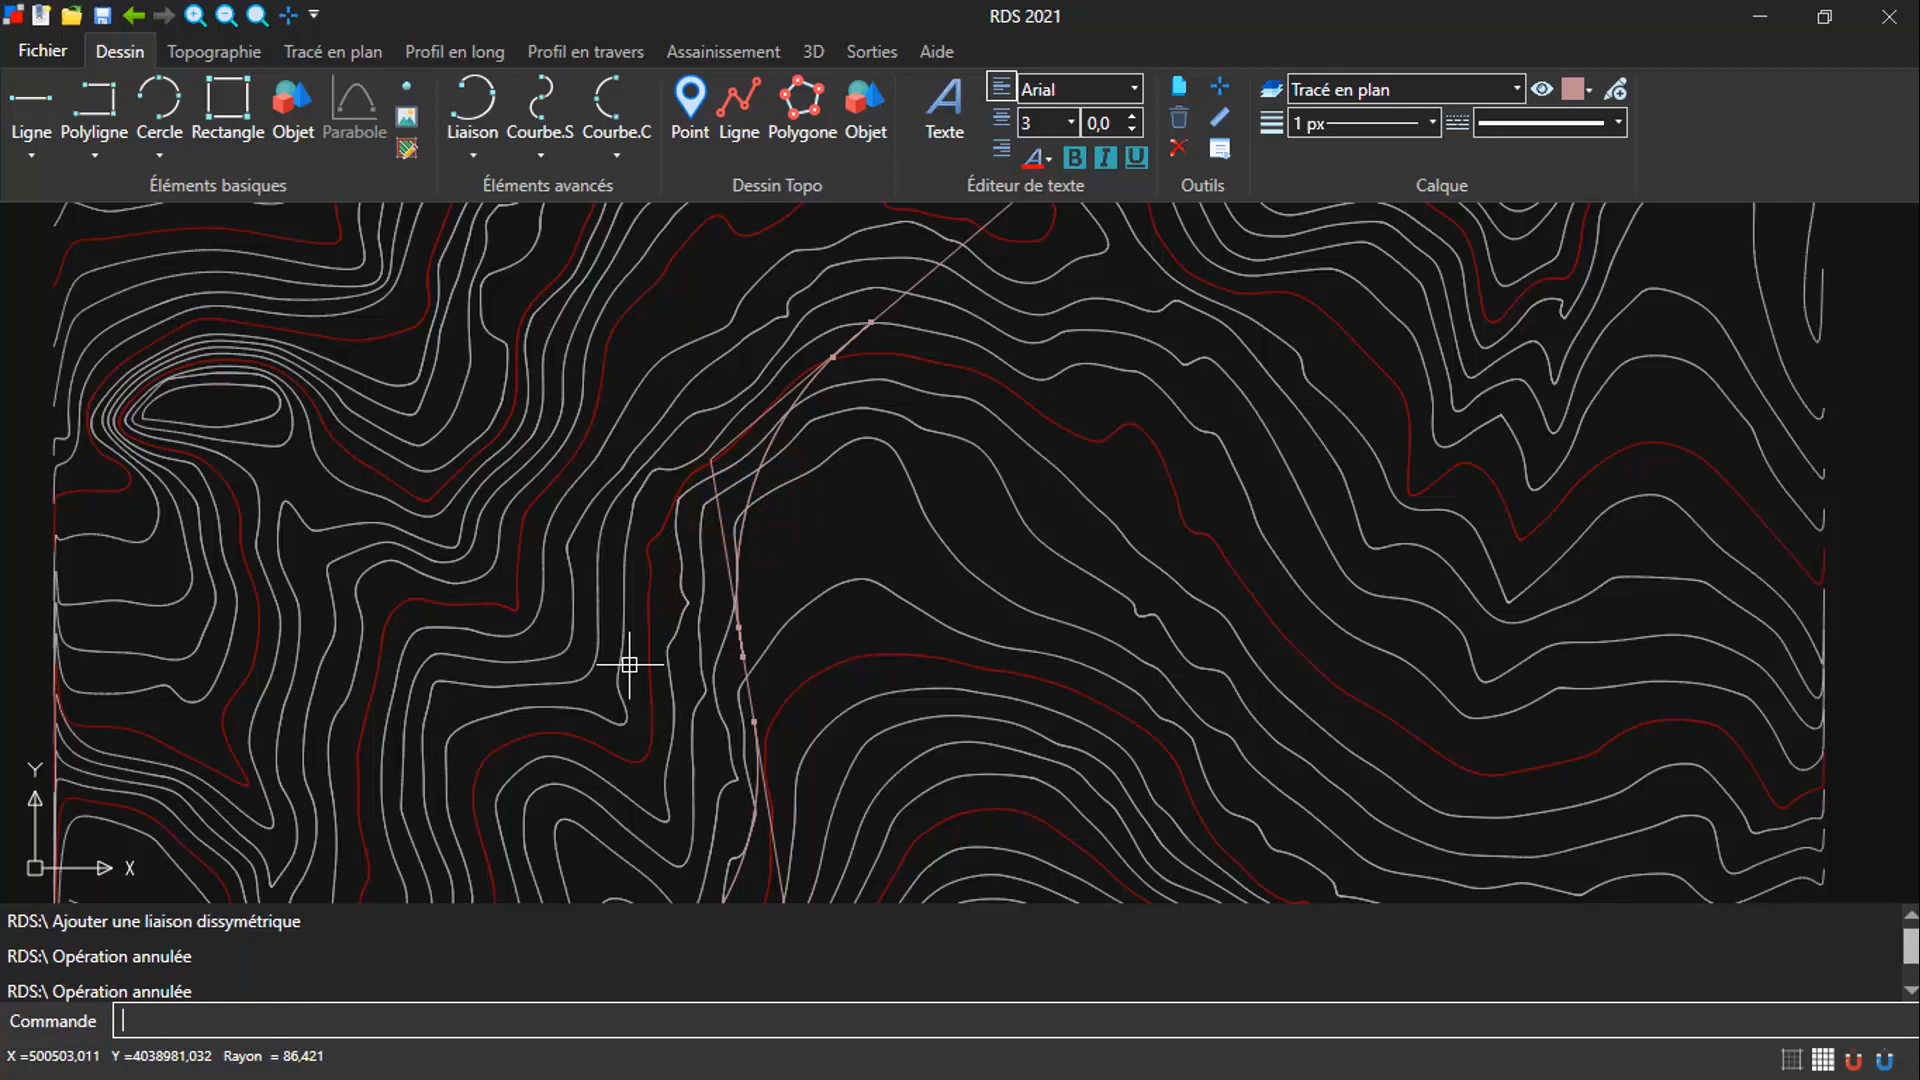 RDS 2021
Fichier Dessin Topographie Tracé en plan Profil en long Profil en travers Assainissement 3D Sorties Aide
Arial
Tracé en plan
3 0,0
1 px
Ligne Polyligne Cercle Rectangle Objet Parabole Liaison Courbe.S Courbe.C Point Ligne Polygone Objet Texte
A B I U
Éléments basiques Éléments avancés Dessin Topo Éditeur de texte Outils Calque
Y
X
RDS:\ Ajouter une liaison dissymétrique
RDS:\ Opération annulée
RDS:\ Opération annulée
Commande
X =500503,011 Y =4038981,032 Rayon = 86,421